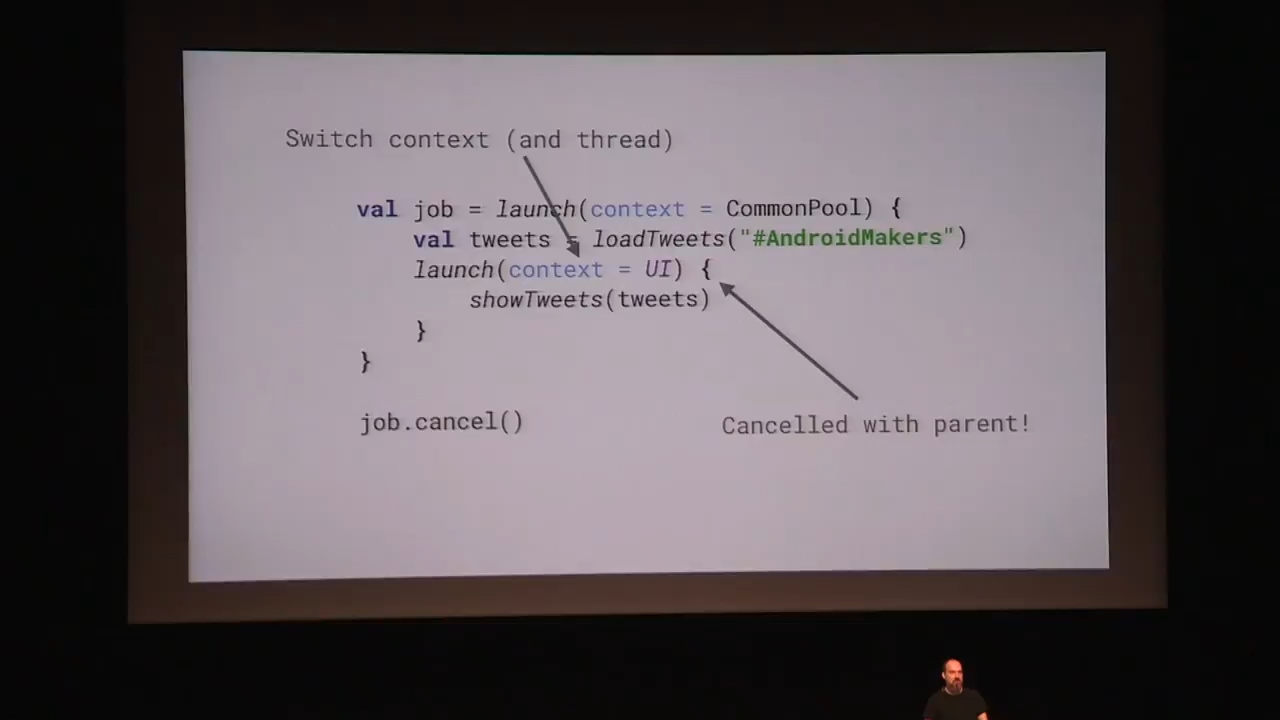 Switch context (and thread)
val job = launch(context = CommonPool) {
val tweets = loadTweets("#AndroidMakers")
launch(context = UI) {
showTweets(tweets)
}
}
job.cancel()
Cancelled with parent!